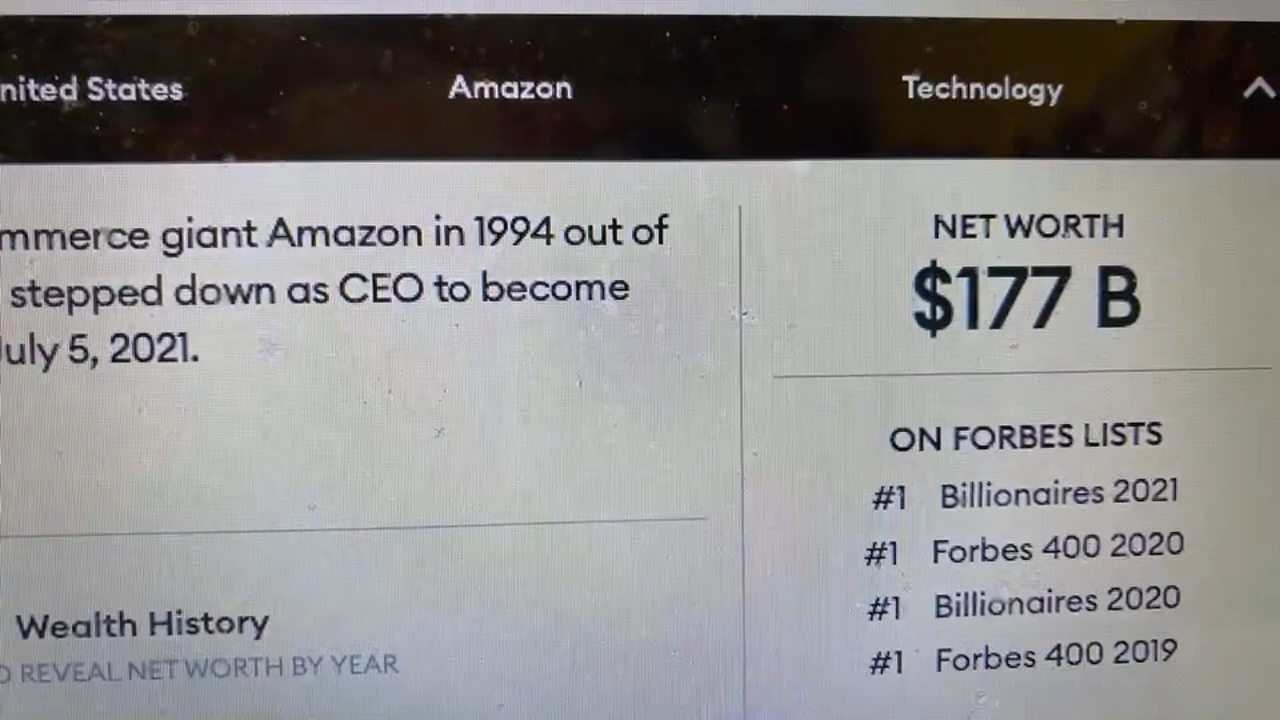 nited States Amazon Technology
mmerce giant Amazon in 1994 out of
stepped down as CEO to become
July 5, 2021.
NET WORTH
$177 B
ON FORBES LISTS
#1 Billionaires 2021
#1 Forbes 400 2020
#1 Billionaires 2020
#1 Forbes 400 2019
Wealth History
O REVEAL NET WORTH BY YEAR